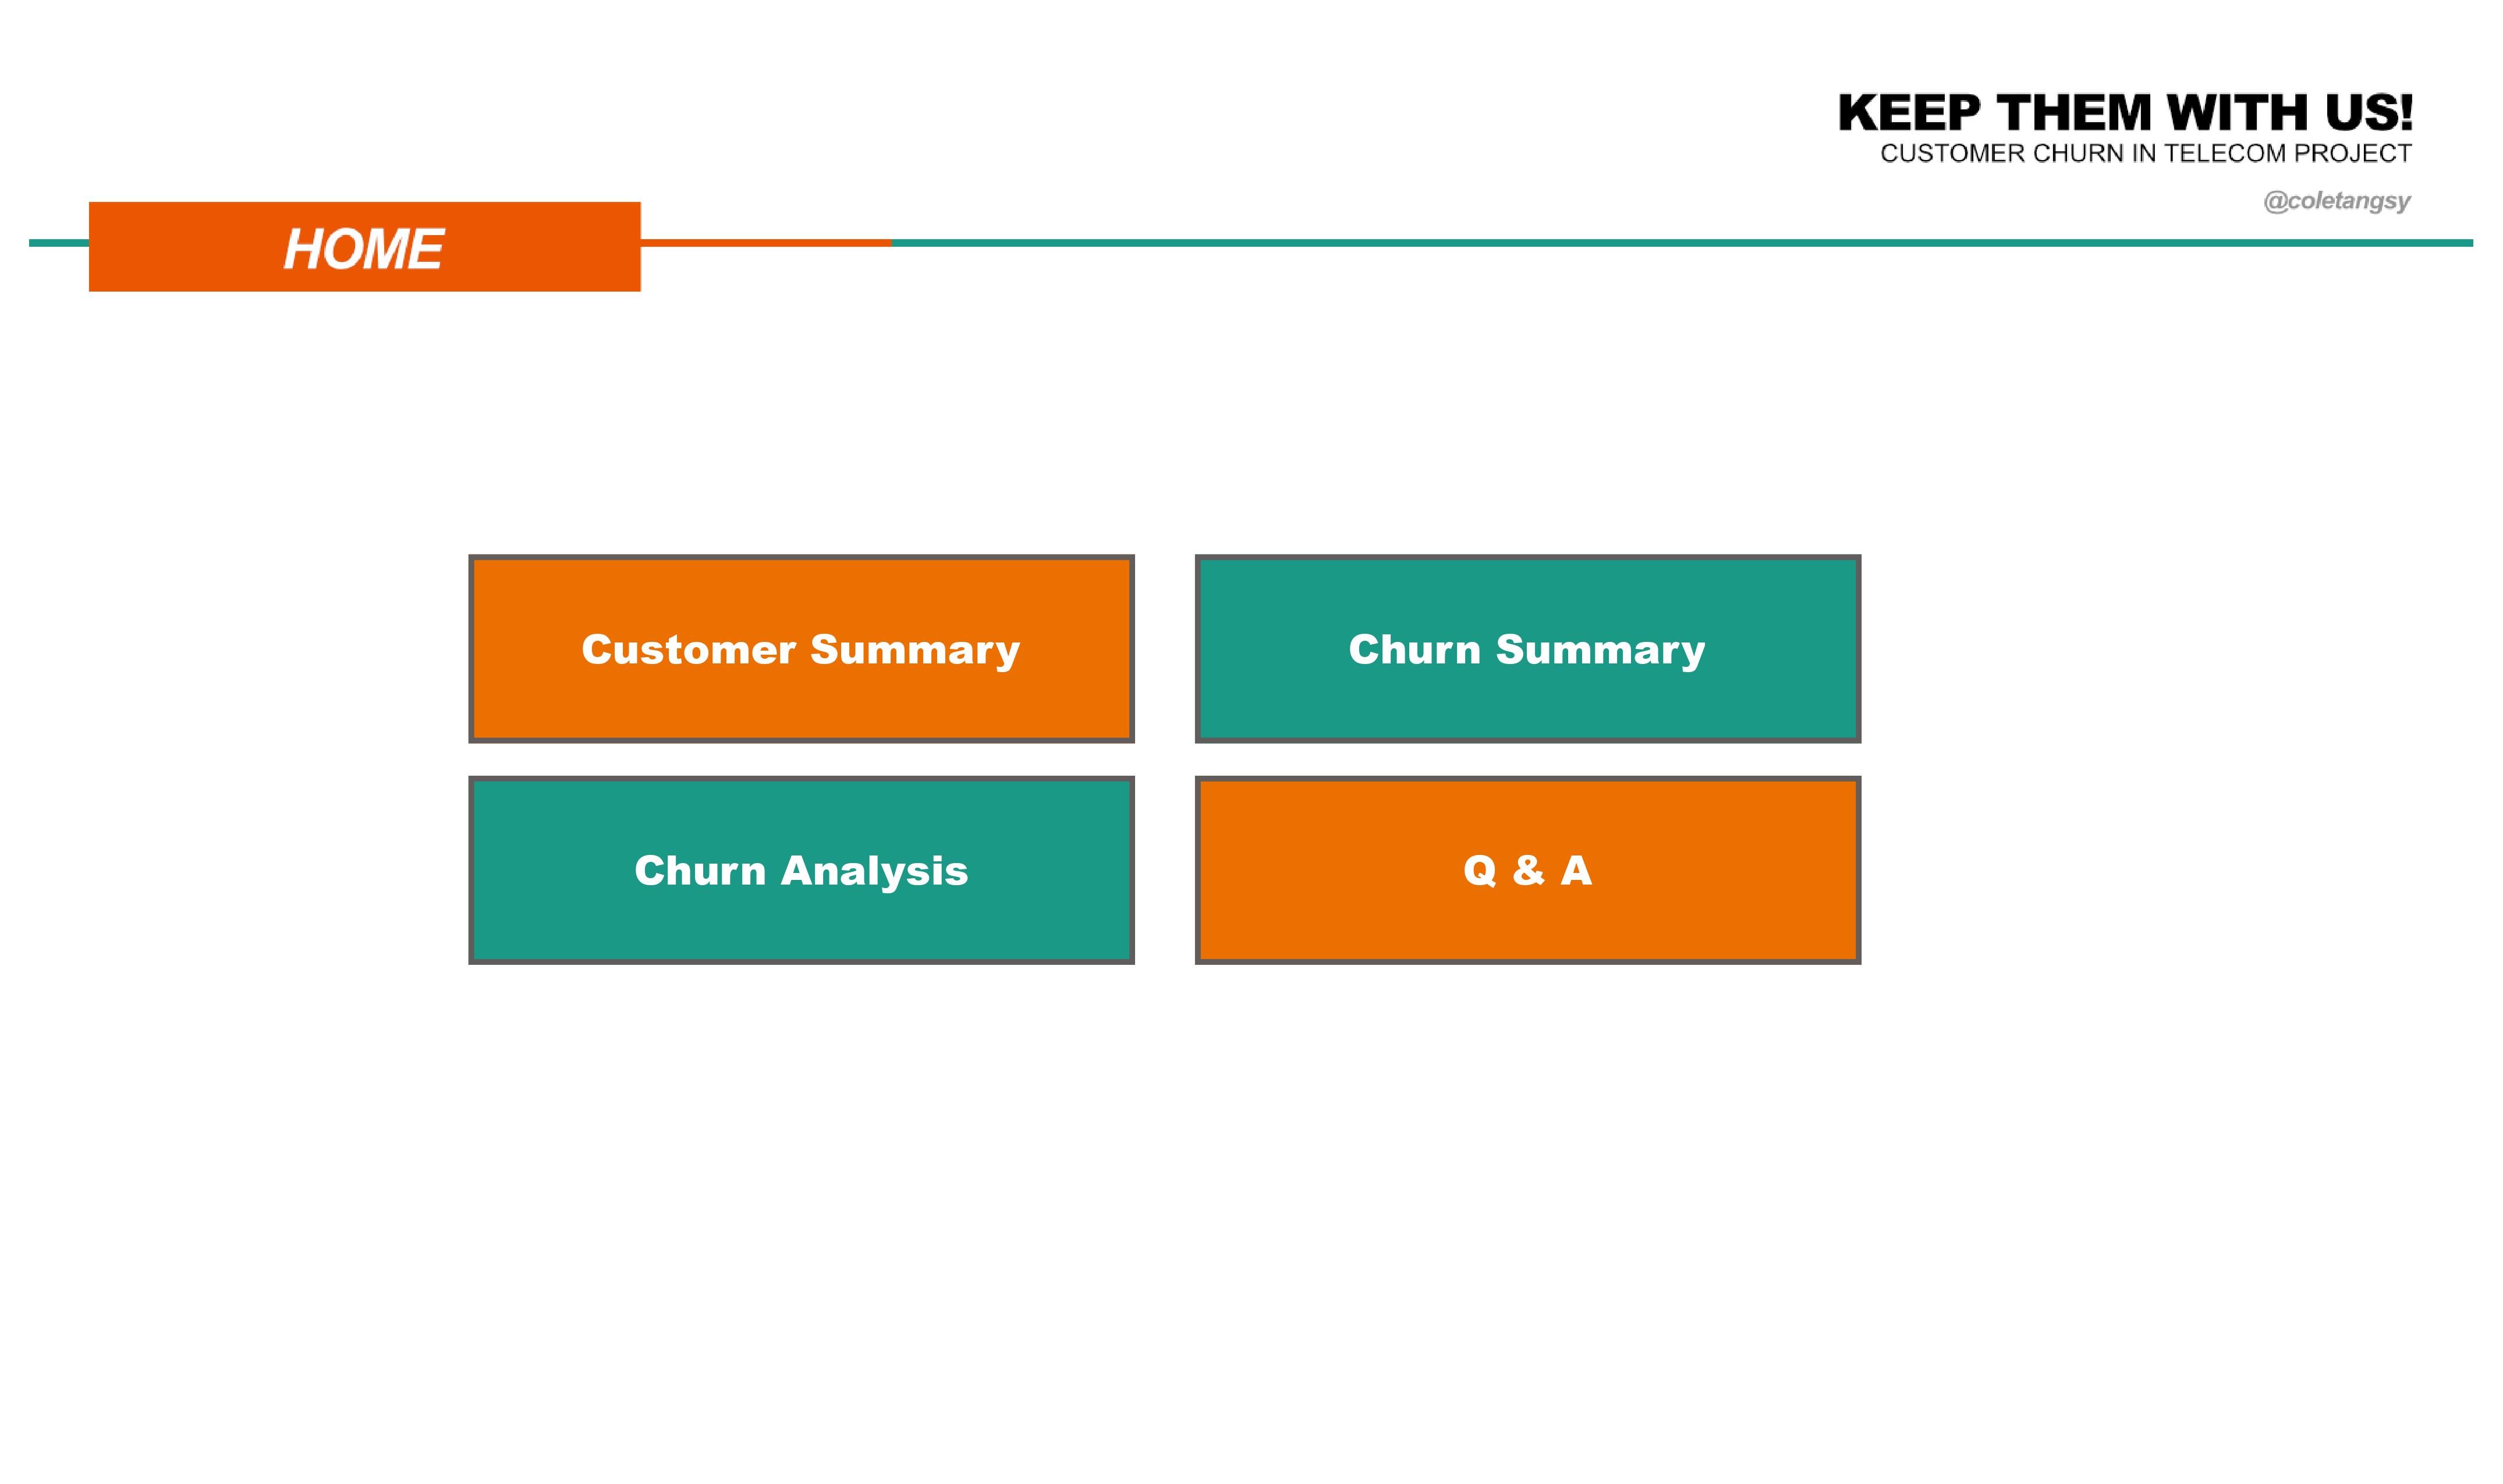 KEEP THEM WITH US!
CUSTOMER CHURN IN TELECOM PROJECT
@coletangsy
HOME
Customer Summary
Churn Summary
Churn Analysis
Q & A